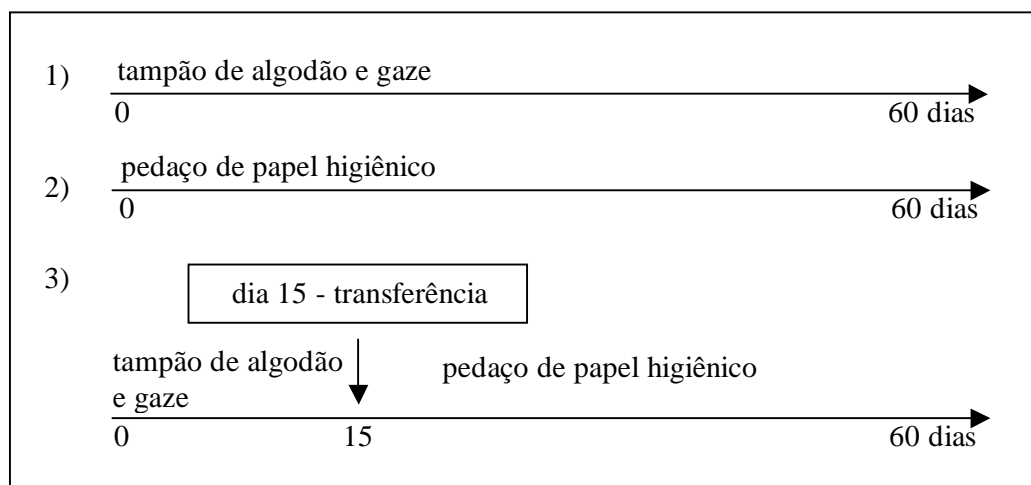 1) tampão de algodão e gaze
0 60 dias
2) pedaço de papel higiênico
0 60 dias
3)
dia 15 - transferência
tampão de algodão
e gaze
pedaço de papel higiênico
0 15 60 dias